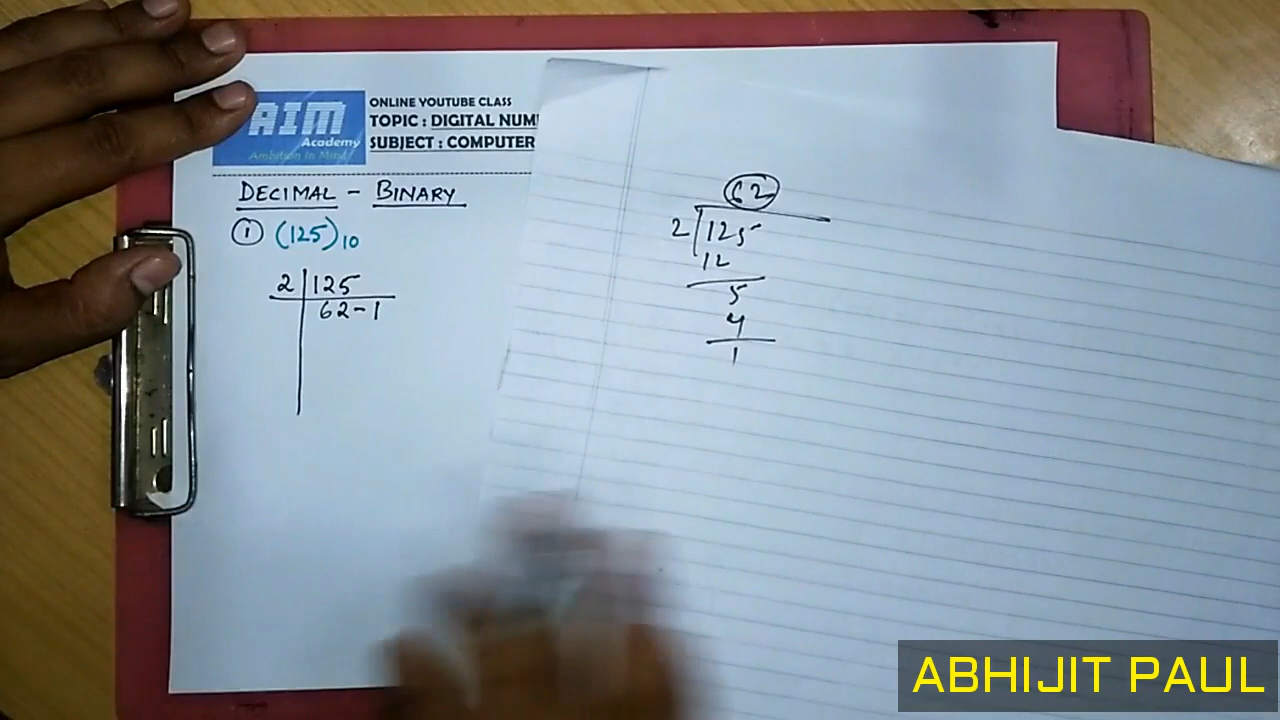 AIM
Academy
Ambition In Mind
ONLINE YOUTUBE CLASS
TOPIC : DIGITAL NUM
SUBJECT : COMPUTER
DECIMAL - BINARY
① (125)10
2 125
62-1
62
2 125
12
5
4
1
ABHIJIT PAUL